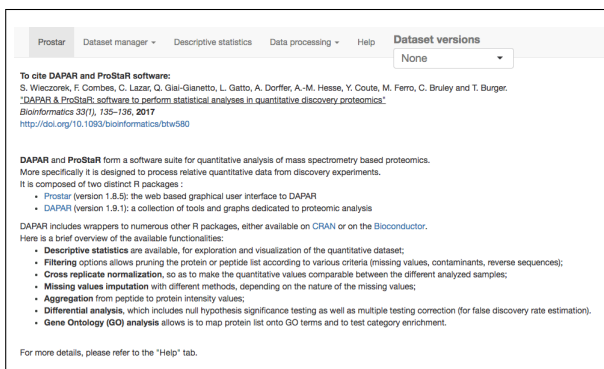 Prostar Dataset manager Descriptive statistics Data processing Help Dataset versions
None
To cite DAPAR and ProStaR software:
S. Wieczorek, F. Combes, C. Lazar, Q. Giai-Gianetto, L. Gatto, A. Dorffer, A.-M. Hesse, Y. Coute, M. Ferro, C. Bruley and T. Burger.
"DAPAR & ProStaR: software to perform statistical analyses in quantitative discovery proteomics"
Bioinformatics 33(1), 135–136, 2017
http://doi.org/10.1093/bioinformatics/btw580
DAPAR and ProStaR form a software suite for quantitative analysis of mass spectrometry based proteomics.
More specifically it is designed to process relative quantitative data from discovery experiments.
It is composed of two distinct R packages :
• Prostar (version 1.8.5): the web based graphical user interface to DAPAR
• DAPAR (version 1.9.1): a collection of tools and graphs dedicated to proteomic analysis
DAPAR includes wrappers to numerous other R packages, either available on CRAN or on the Bioconductor.
Here is a brief overview of the available functionalities:
• Descriptive statistics are available, for exploration and visualization of the quantitative dataset;
• Filtering options allows pruning the protein or peptide list according to various criteria (missing values, contaminants, reverse sequences);
• Cross replicate normalization, so as to make the quantitative values comparable between the different analyzed samples;
• Missing values imputation with different methods, depending on the nature of the missing values;
• Aggregation from peptide to protein intensity values;
• Differential analysis, which includes null hypothesis significance testing as well as multiple testing correction (for false discovery rate estimation).
• Gene Ontology (GO) analysis allows is to map protein list onto GO terms and to test category enrichment.
For more details, please refer to the "Help" tab.